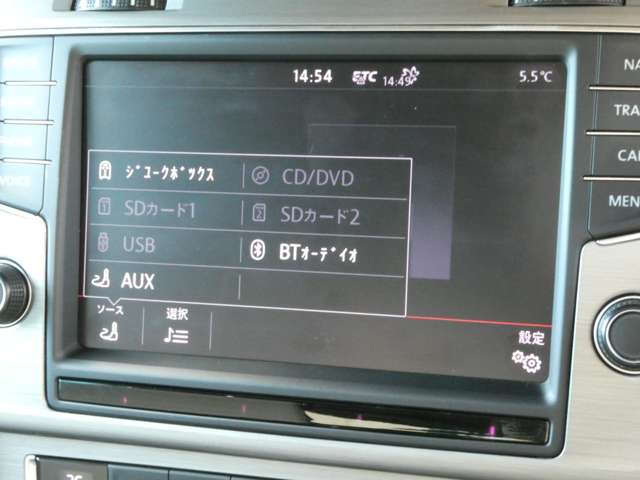 14:54 ETC 14:49 5.5°C
ジュークボックス CD/DVD
SDカード1 SDカード2
USB BTオーディオ
AUX
ソース 選択 設定
NA
TRA
CA
MEN
VOICE